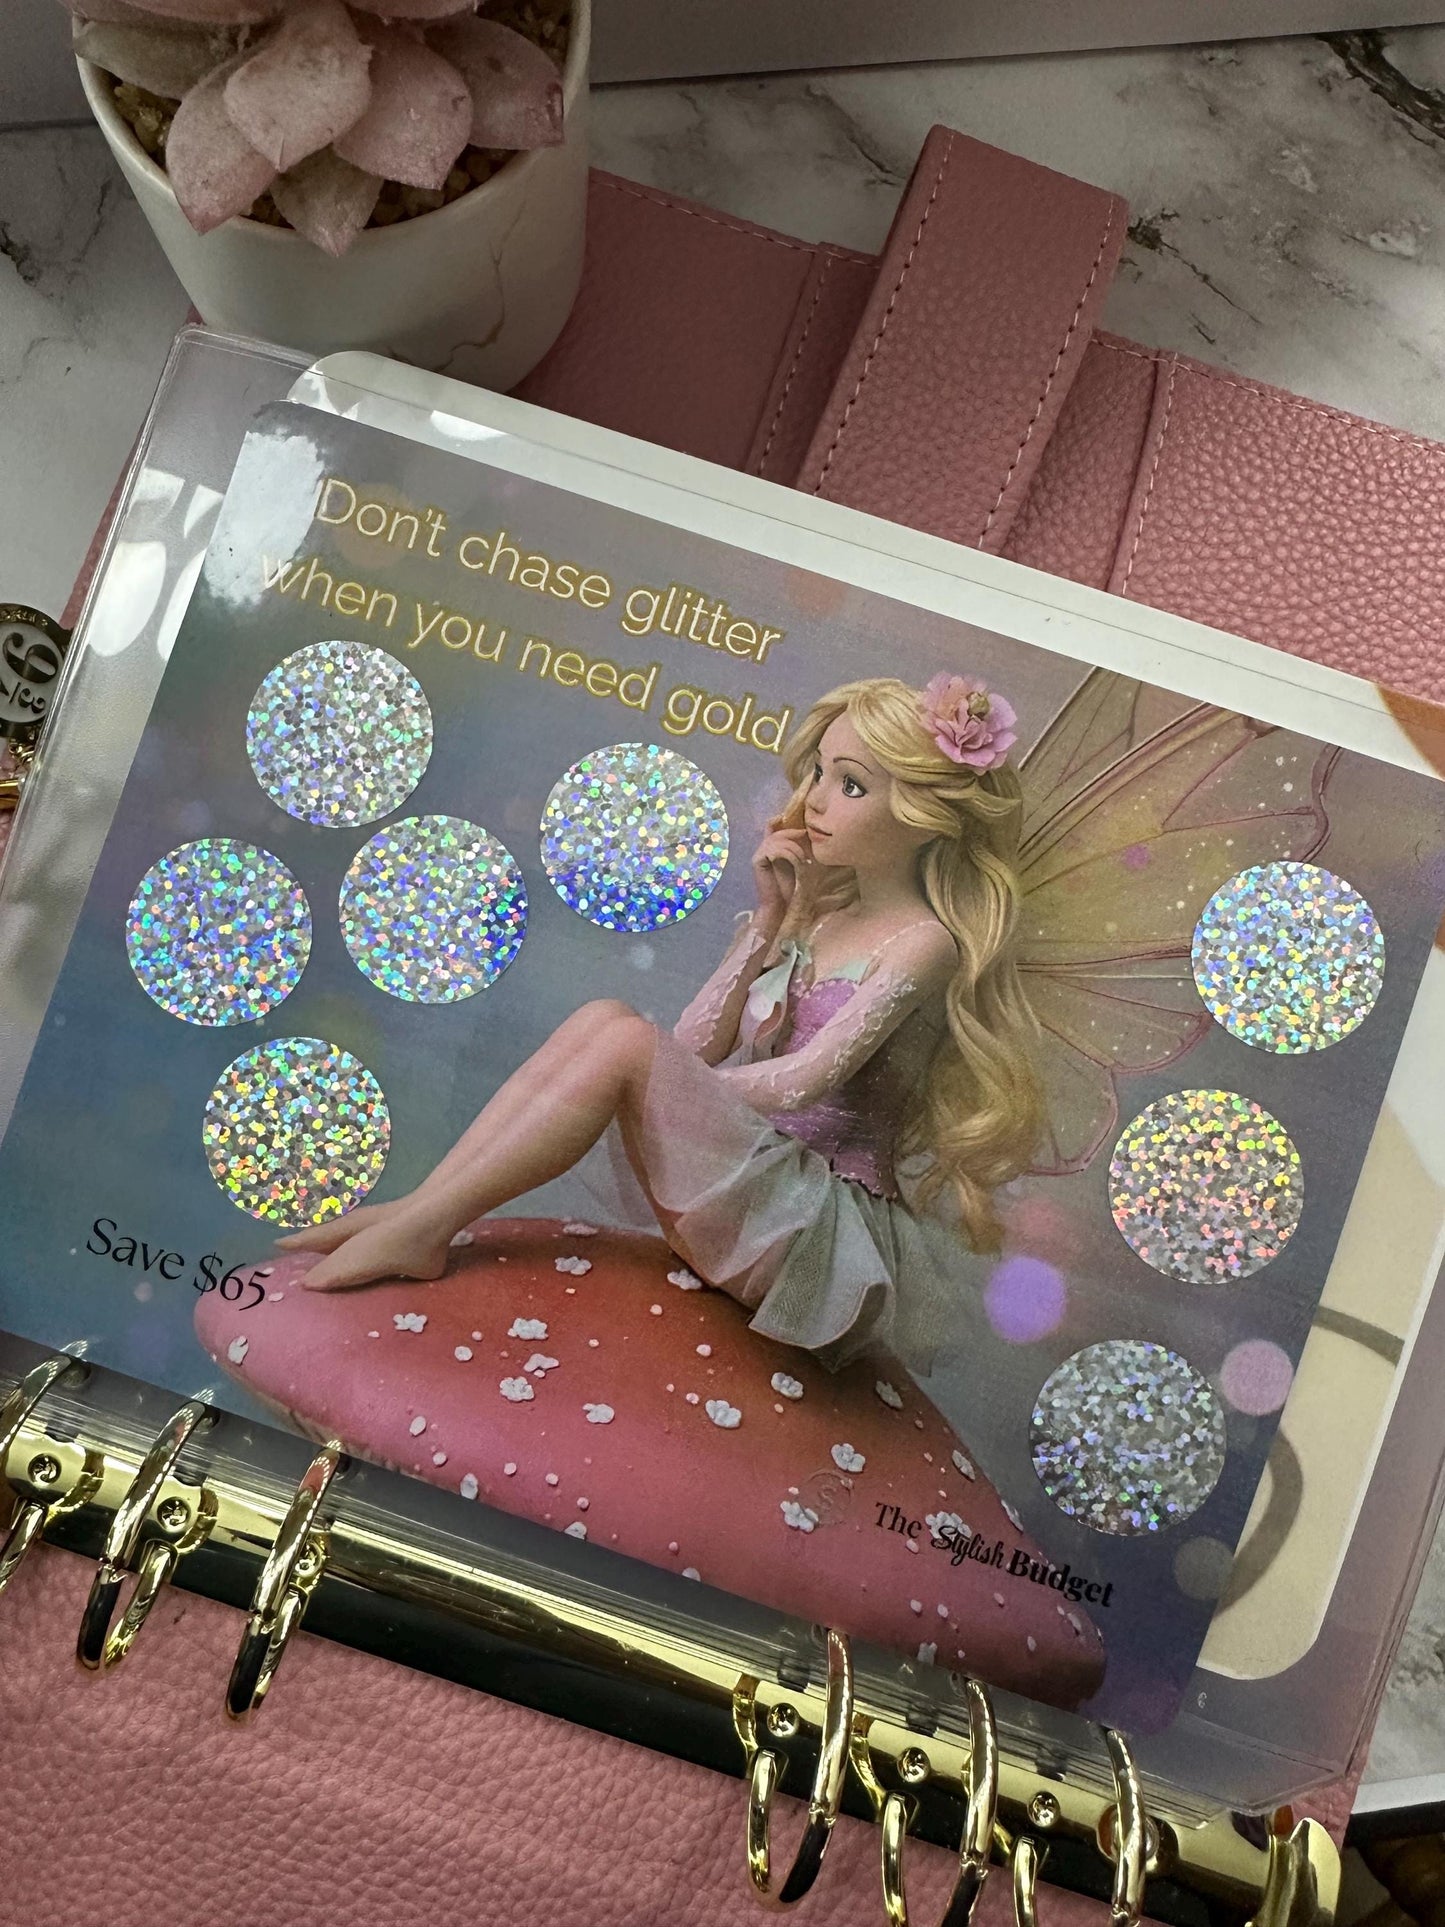 Don't chase glitter
when you need gold
Save $65
The Stylish Budget